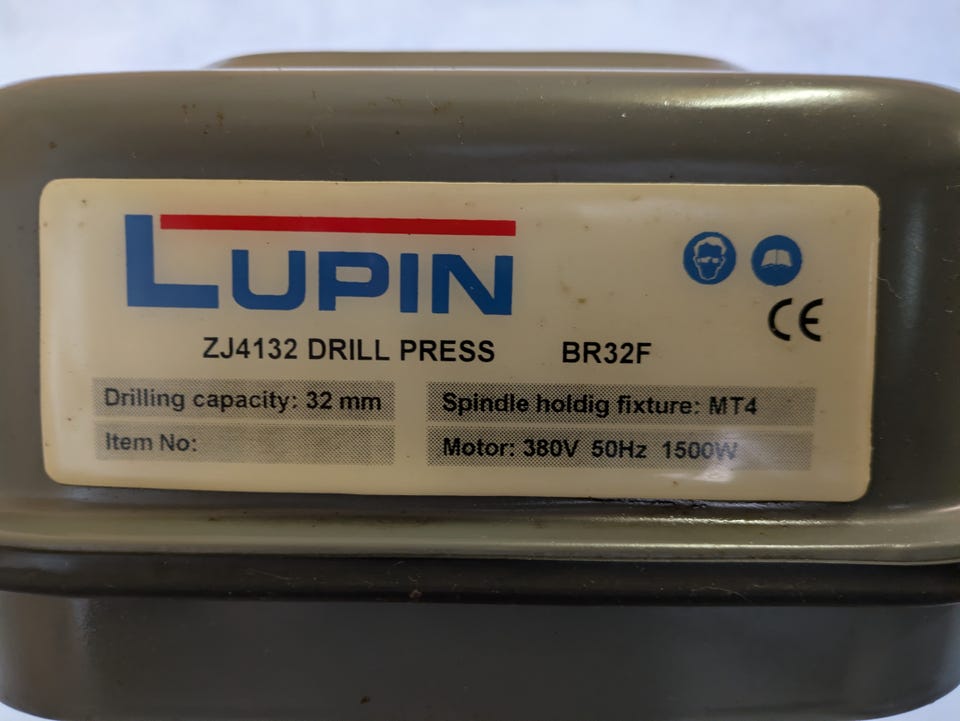 LUPIN
ZJ4132 DRILL PRESS BR32F
Drilling capacity: 32 mm
Spindle holdig fixture: MT4
Item No:
Motor: 380V 50Hz 1500W
CE